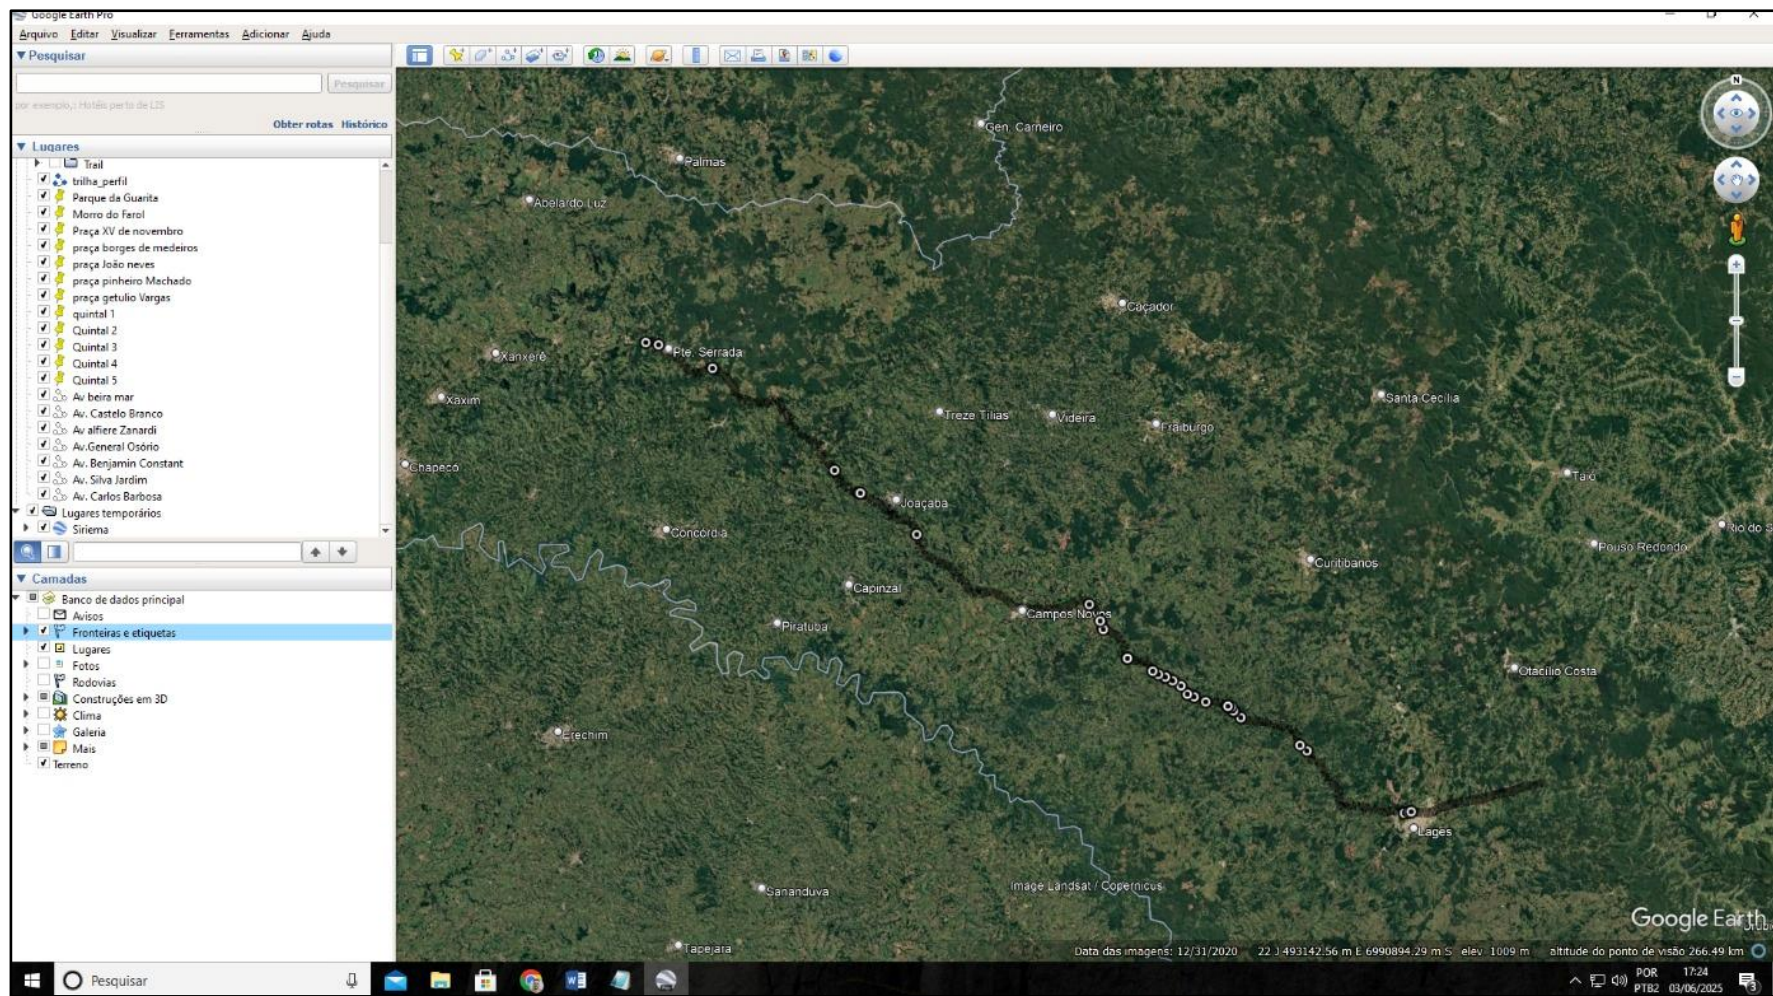 Google Earth Pro
Arquivo Editar Visualizar Ferramentas Adicionar Ajuda
Pesquisar
Pesquisar
por exemplo,: Hotéis perto de LIS
Obter rotas Histórico
Lugares
Trail
trilha_perfil
Parque da Guarita
Morro do Farol
Praça XV de novembro
praça borges de medeiros
praça João neves
praça pinheiro Machado
praça getulio Vargas
quintal 1
Quintal 2
Quintal 3
Quintal 4
Quintal 5
Av beira mar
Av. Castelo Branco
Av alfiere Zanardi
Av.General Osório
Av. Benjamin Constant
Av. Silva Jardim
Av. Carlos Barbosa
Lugares temporários
Siriema
Camadas
Banco de dados principal
Avisos
Fronteiras e etiquetas
Lugares
Fotos
Rodovias
Construções em 3D
Clima
Galeria
Mais
Terreno
N
Gen. Carneiro
Palmas
Abelardo Luz
Caçador
Pte. Serrada
Xanxerê
Xaxim
Santa Cecília
Treze Tílias
Videira
Fraiburgo
Chapecó
Taió
Joaçaba
Rio do S
Concórdia
Pouso Redondo
Curitibanos
Capinzal
Campos Novos
Piratuba
Otacílio Costa
Erechim
Lages
Sananduva
Image Landsat / Copernicus
Google Earth
Tapejara
Data das imagens: 12/31/2020 22 J 493142.56 m E 6990894.29 m S elev 1009 m altitude do ponto de visão 266.49 km
Pesquisar
POR
PTB2
17:24
03/06/2025
3